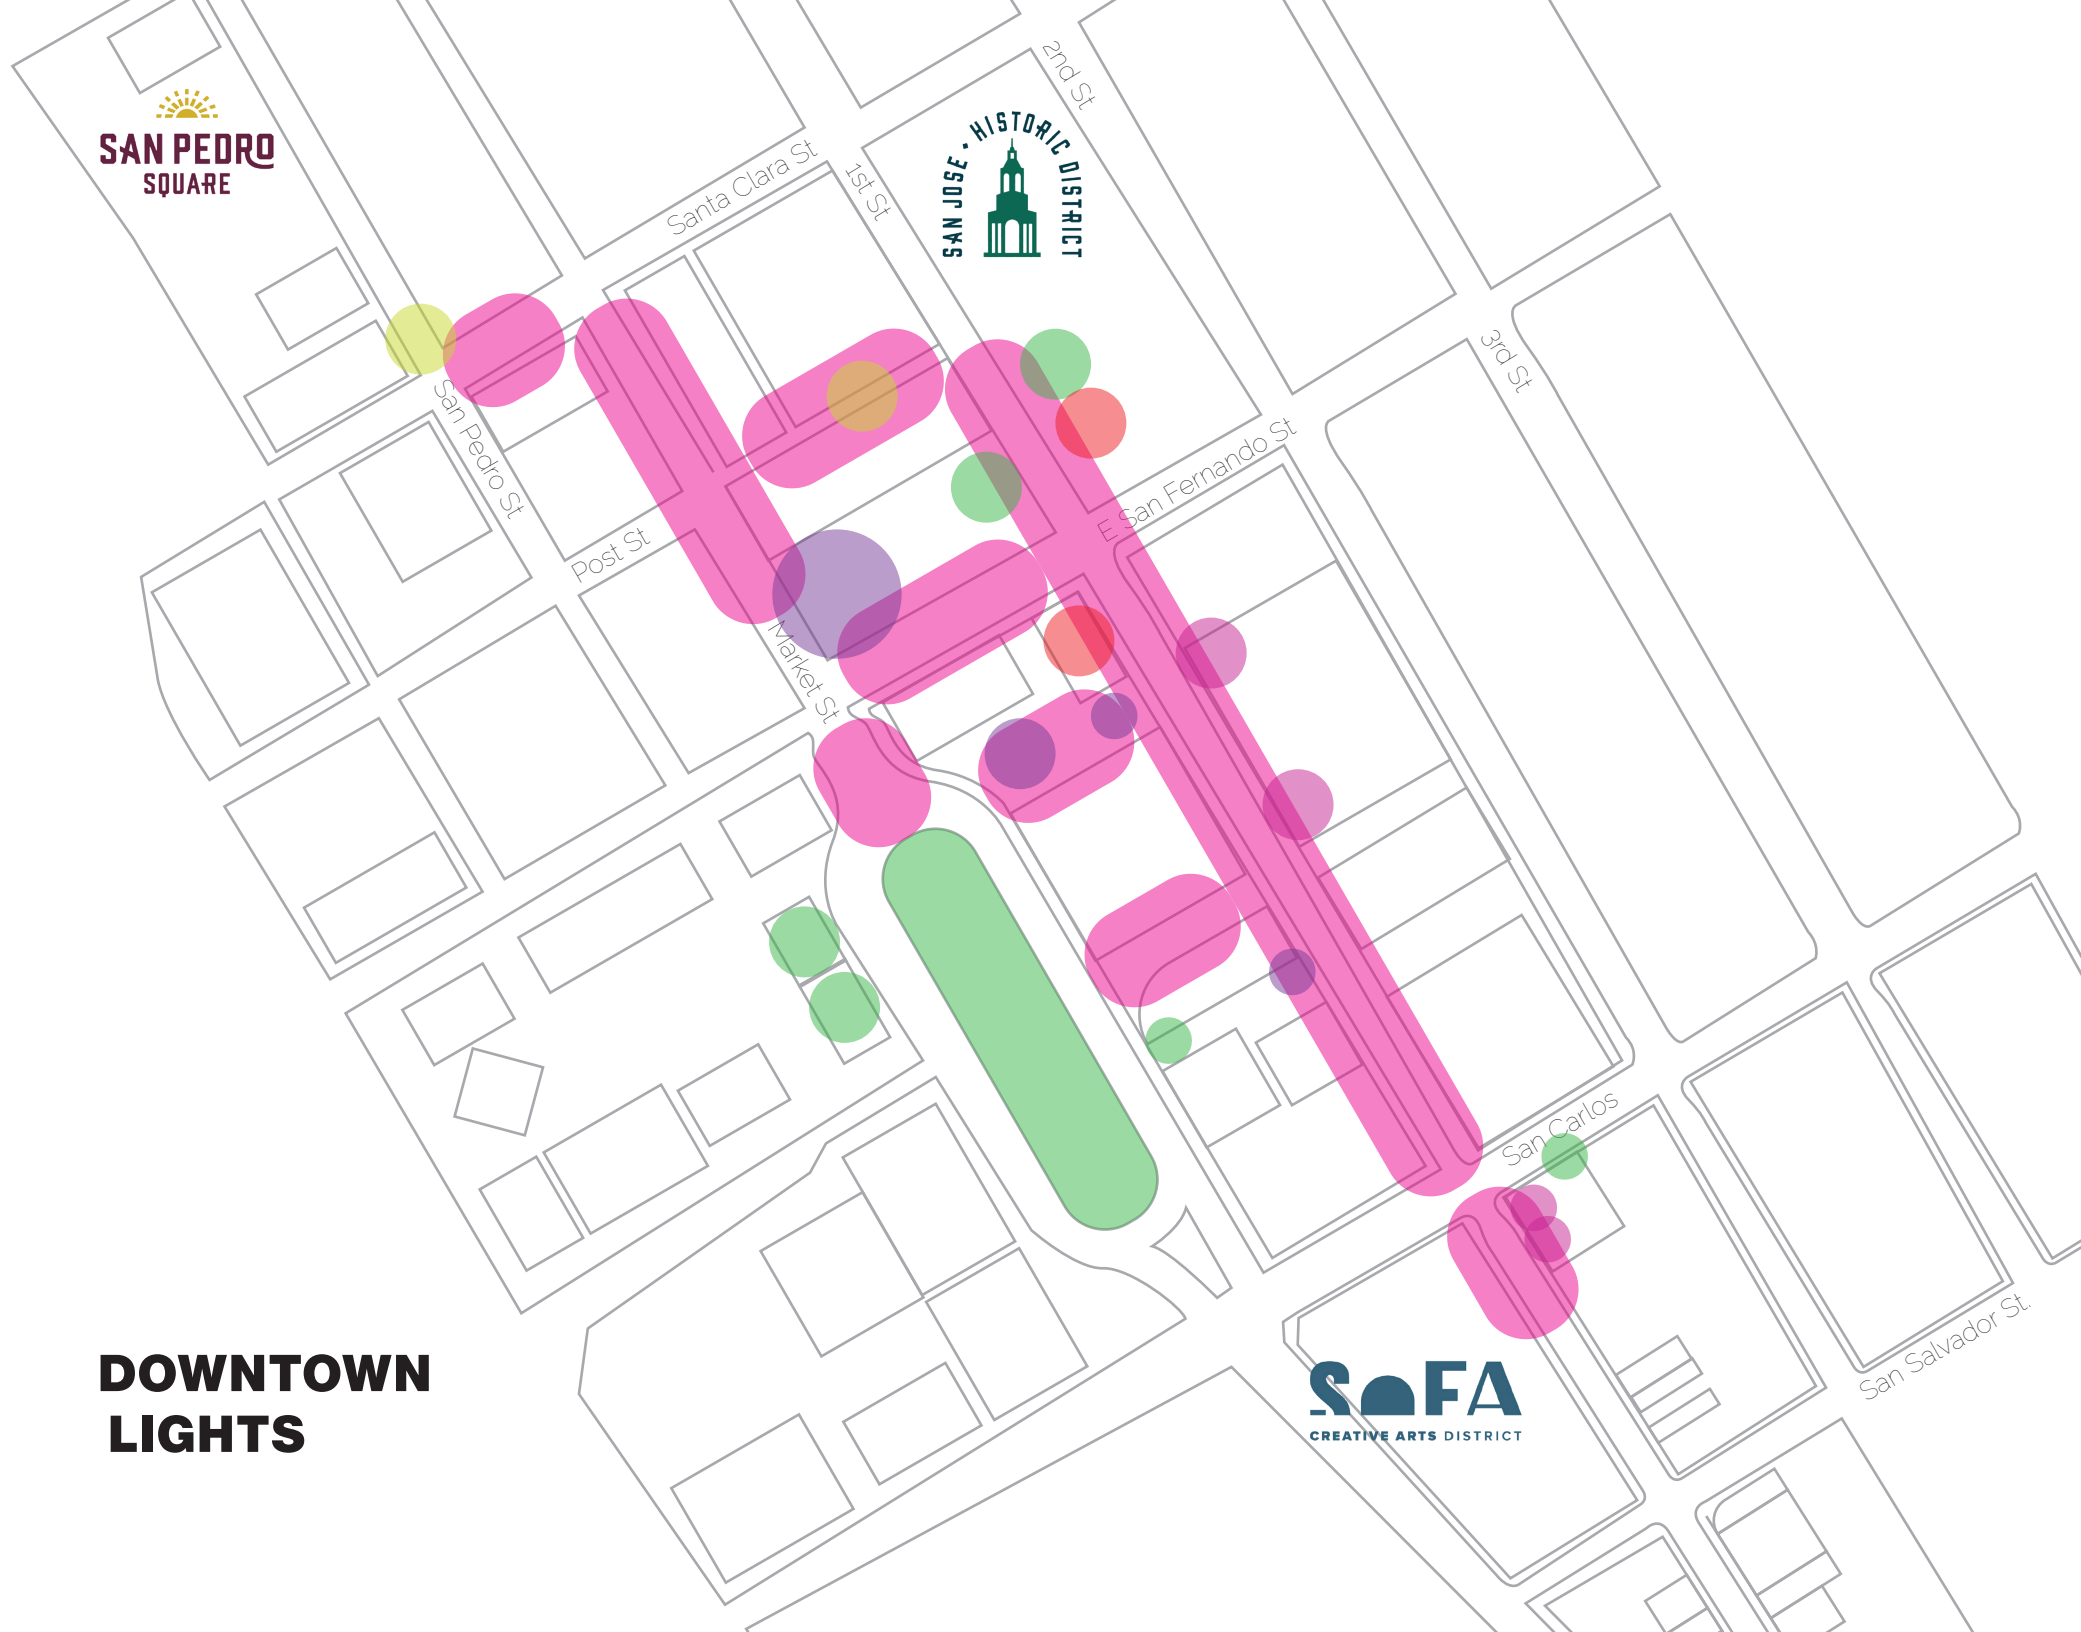 2nd St
SAN PEDRO
SQUARE
SAN JOSE • HISTORIC DISTRICT
Santa Clara St
1st St
3rd St
San Pedro St
E San Fernando St
Post St
Market St
San Carlos
San Salvador St.
DOWNTOWN
LIGHTS
SoFA
CREATIVE ARTS DISTRICT